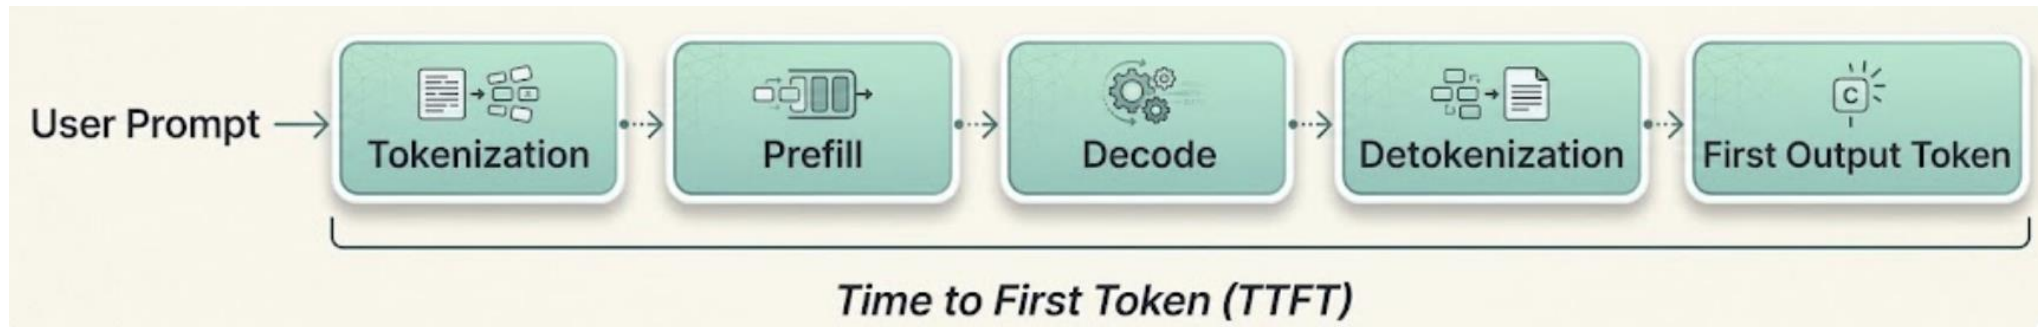 User Prompt
Tokenization
Prefill
Decode
Detokenization
First Output Token
C
Time to First Token (TTFT)